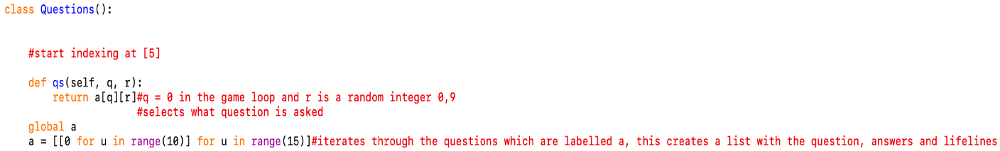 class Questions():
#start indexing at [5]
def qs(self, q, r):
return a[q][r]#q = 0 in the game loop and r is a random integer 0,9
#selects what question is asked
global a
a = [[0 for u in range(10)] for u in range(15)]#iterates through the questions which are labelled a, this creates a list with the question, answers and lifelines